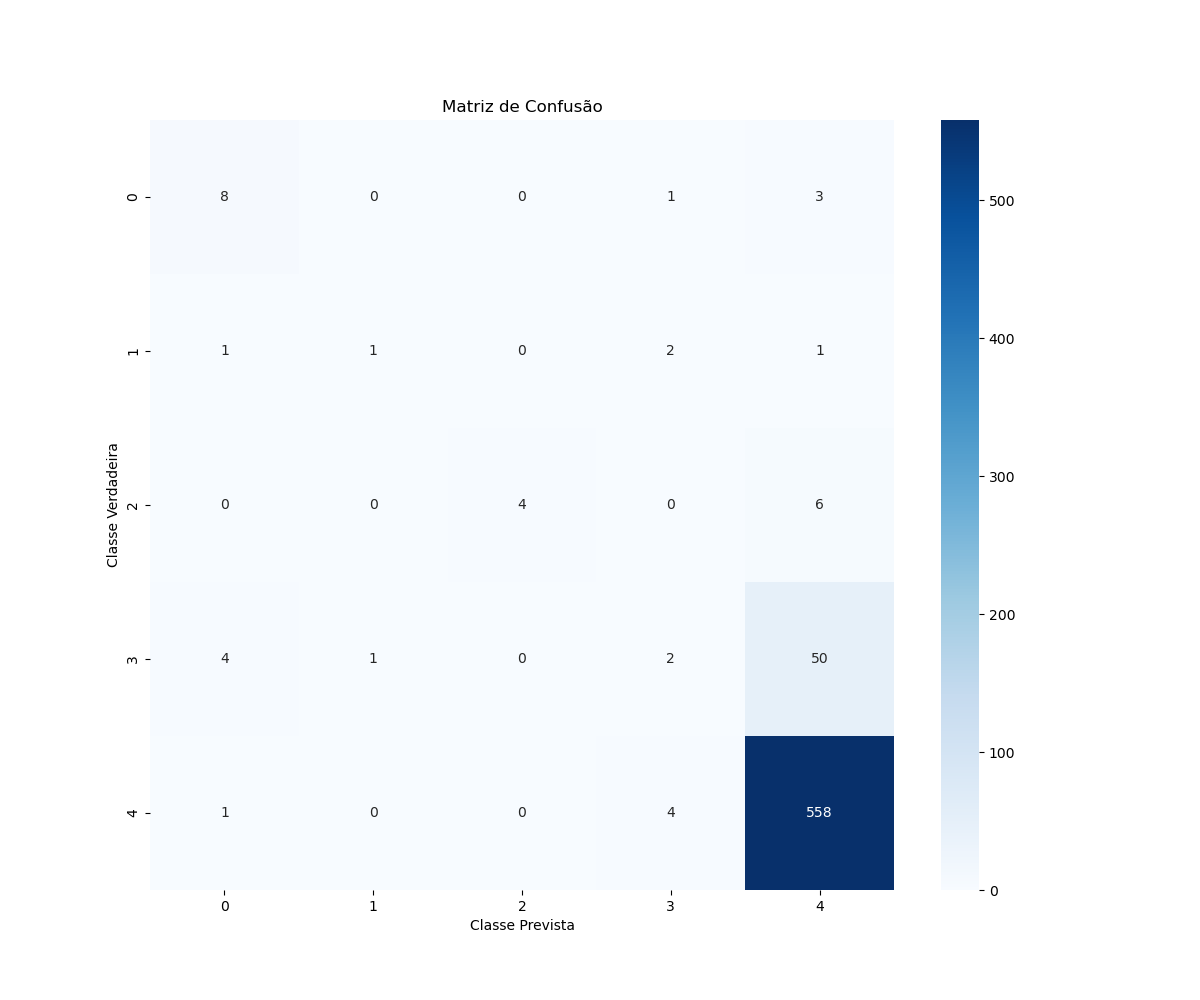 Matriz de Confusão
0 8 0 0 1 3
1 1 1 0 2 1
2 0 0 4 0 6
3 4 1 0 2 50
4 1 0 0 4 558
0 1 2 3 4
Classe Prevista
Classe Verdadeira
500
400
300
200
100
0